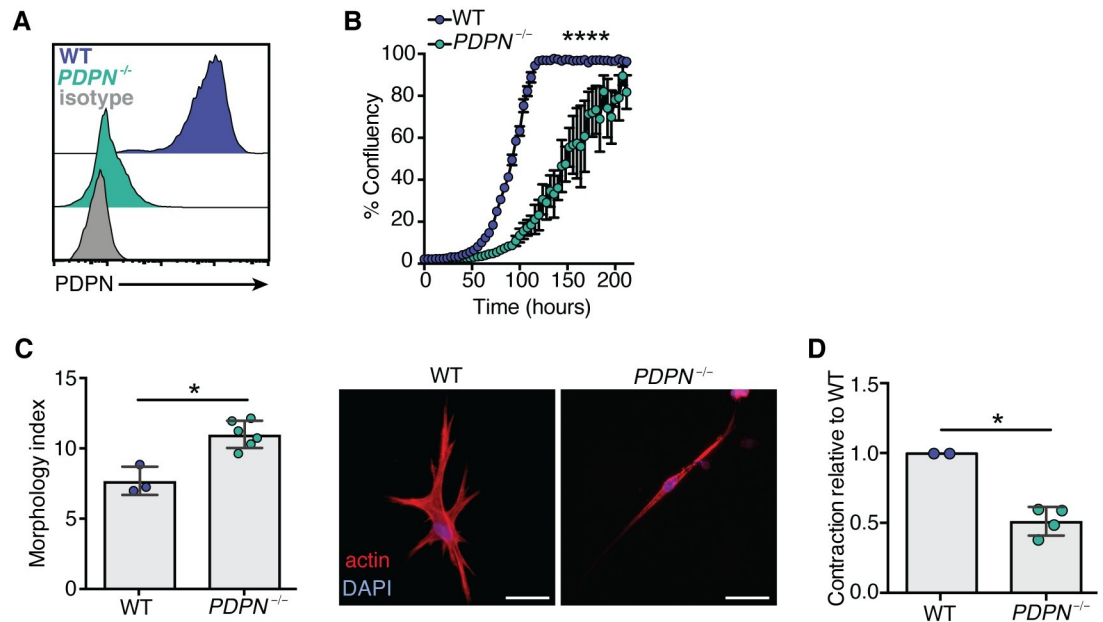 A
WT
PDPN-/-
isotype
PDPN
B
WT
PDPN−/−
****
100
80
60
40
20
0
% Confluency
0 50 100 150 200
Time (hours)
C
15
10
5
0
Morphology index
*
WT PDPN−/−
WT PDPN−/−
actin
DAPI
D
1.5
1.0
0.5
0.0
Contraction relative to WT
*
WT PDPN−/−